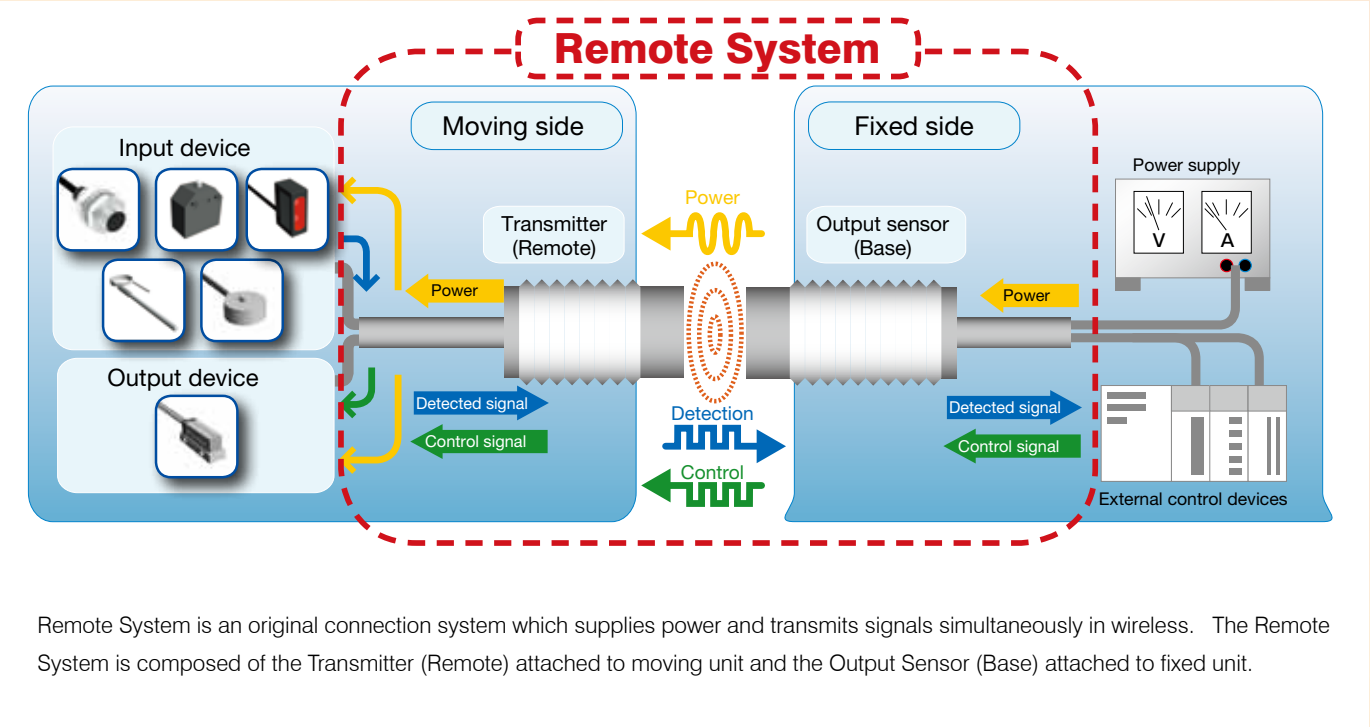 Remote System
Moving side
Fixed side
Input device
Power supply
V
A
Power
Transmitter
(Remote)
Output sensor
(Base)
Power
Power
Output device
Detected signal
Control signal
Detection
Control
Detected signal
Control signal
External control devices
Remote System is an original connection system which supplies power and transmits signals simultaneously in wireless. The Remote
System is composed of the Transmitter (Remote) attached to moving unit and the Output Sensor (Base) attached to fixed unit.